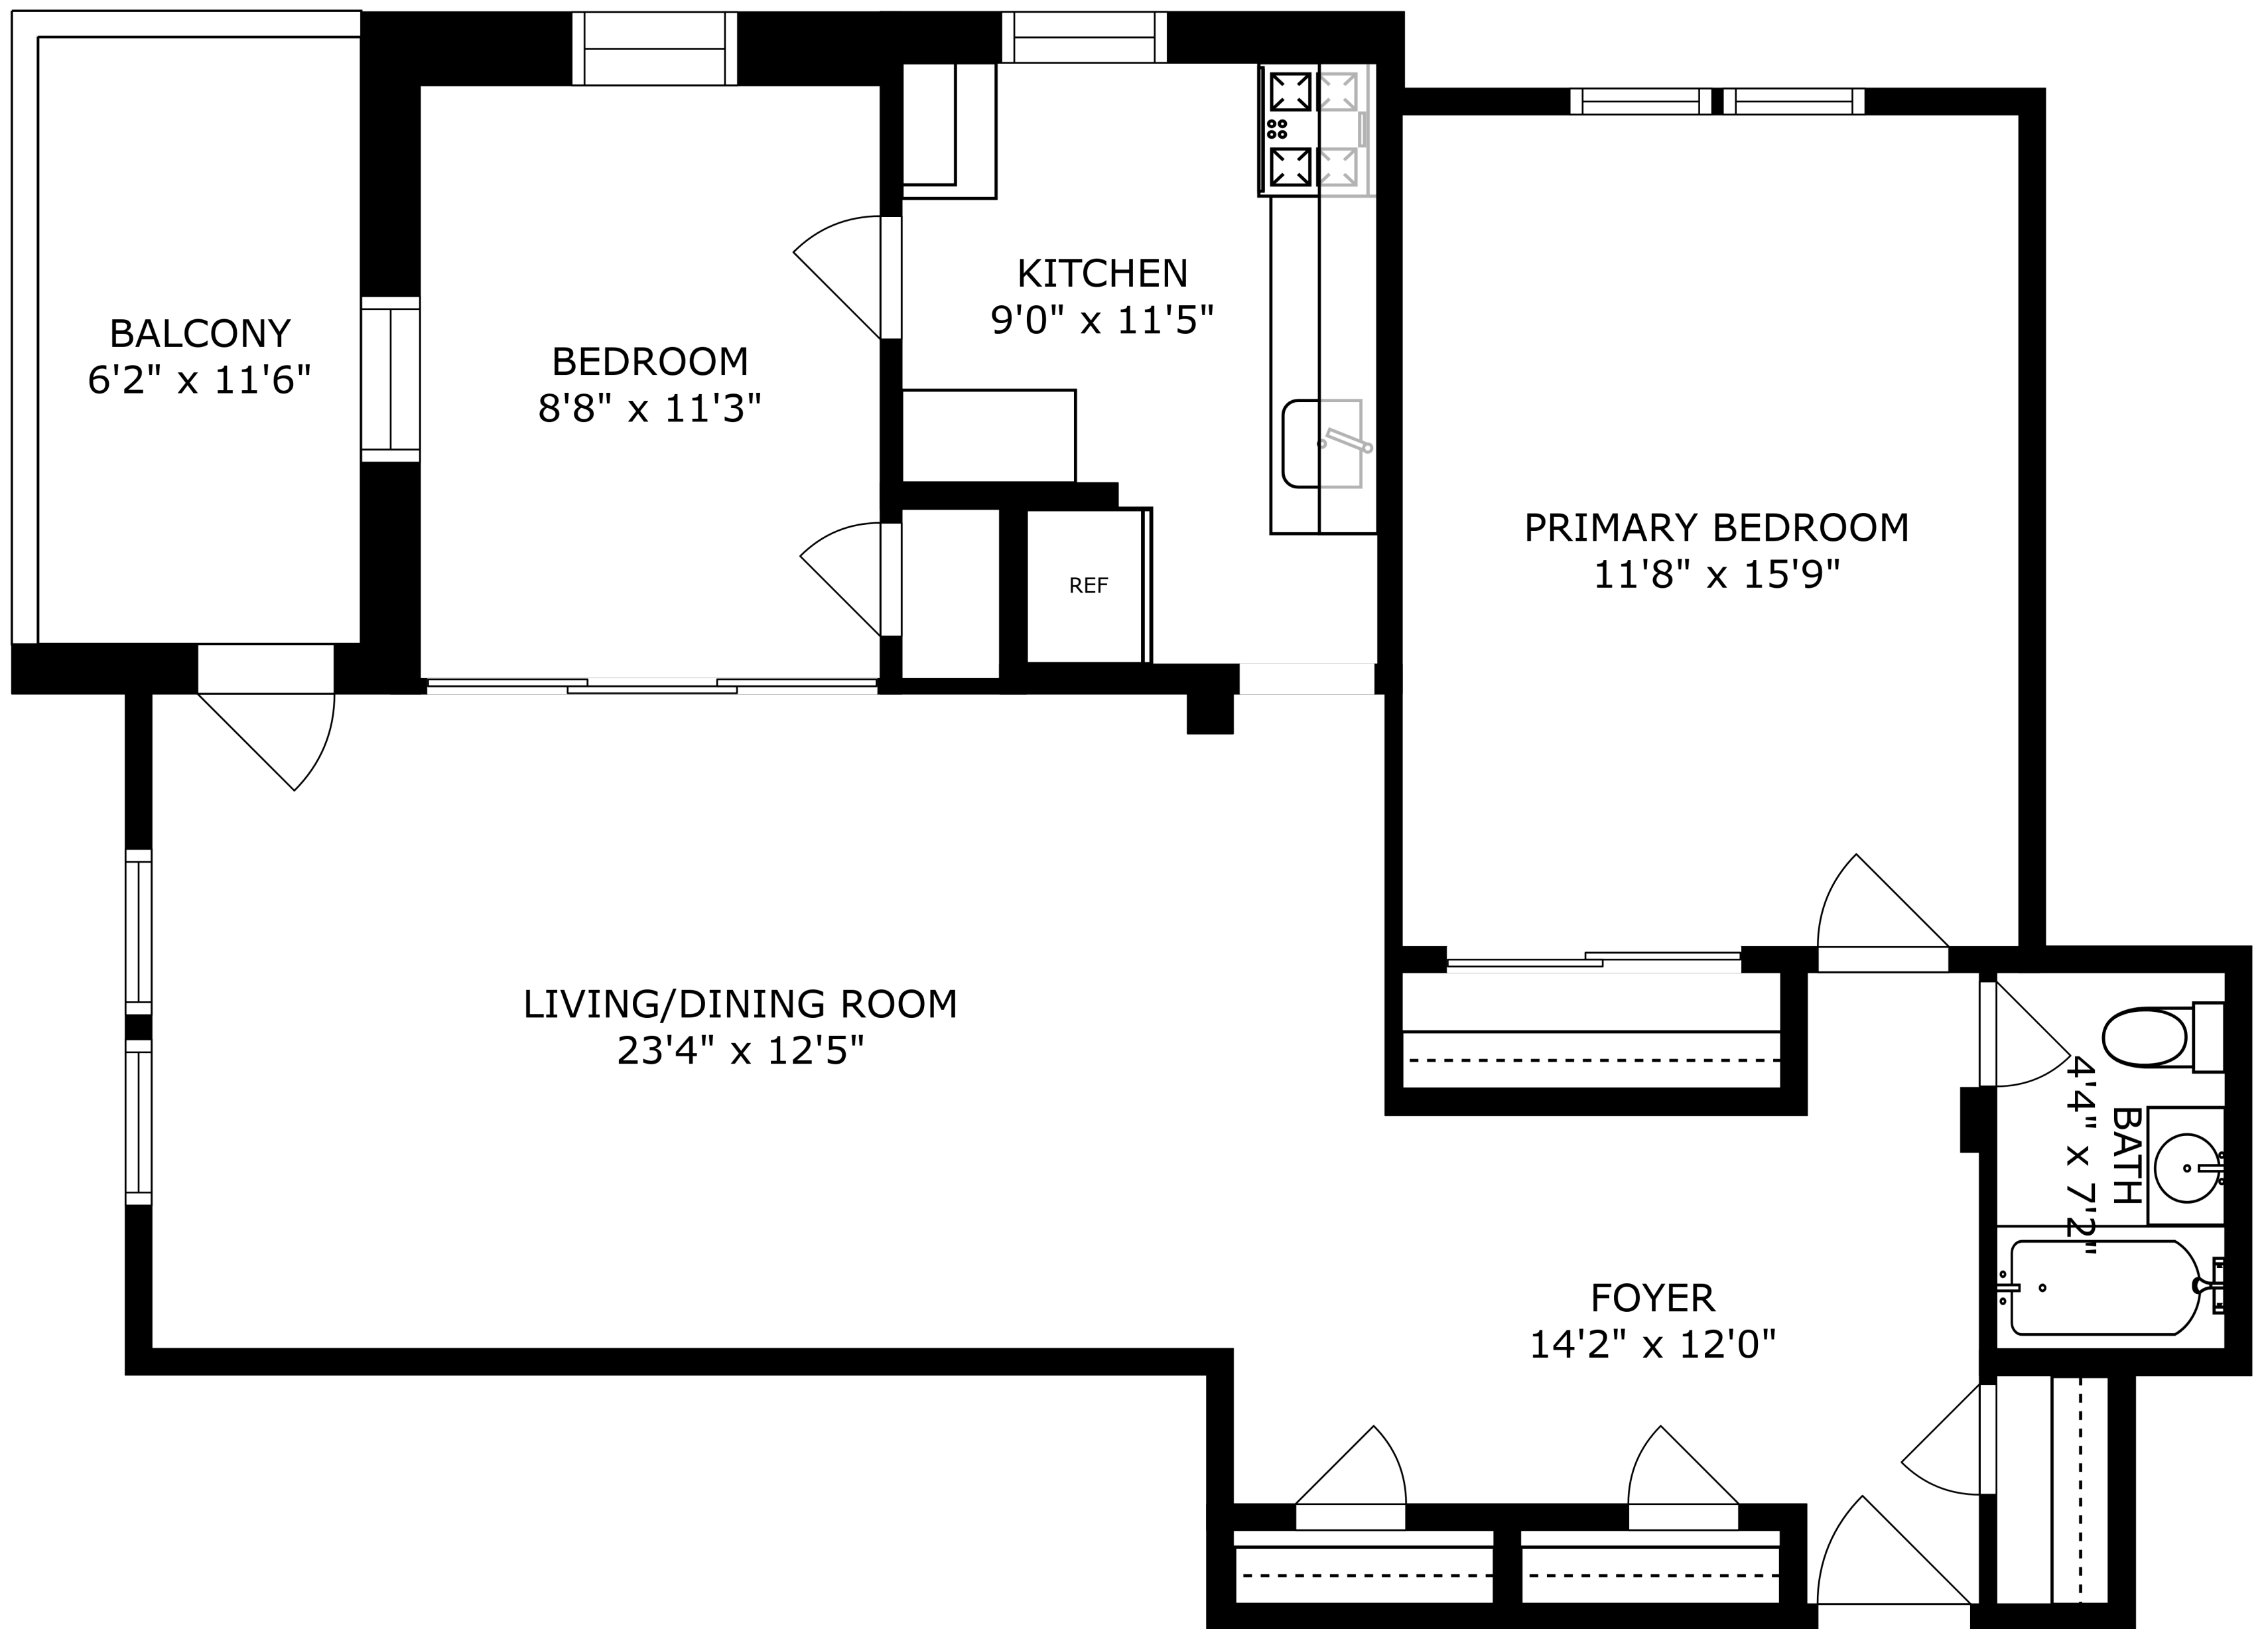 BALCONY
6'2" x 11'6"
BEDROOM
8'8" x 11'3"
KITCHEN
9'0" x 11'5"
REF
PRIMARY BEDROOM
11'8" x 15'9"
LIVING/DINING ROOM
23'4" x 12'5"
BATH
4'4" x 7'2"
FOYER
14'2" x 12'0"